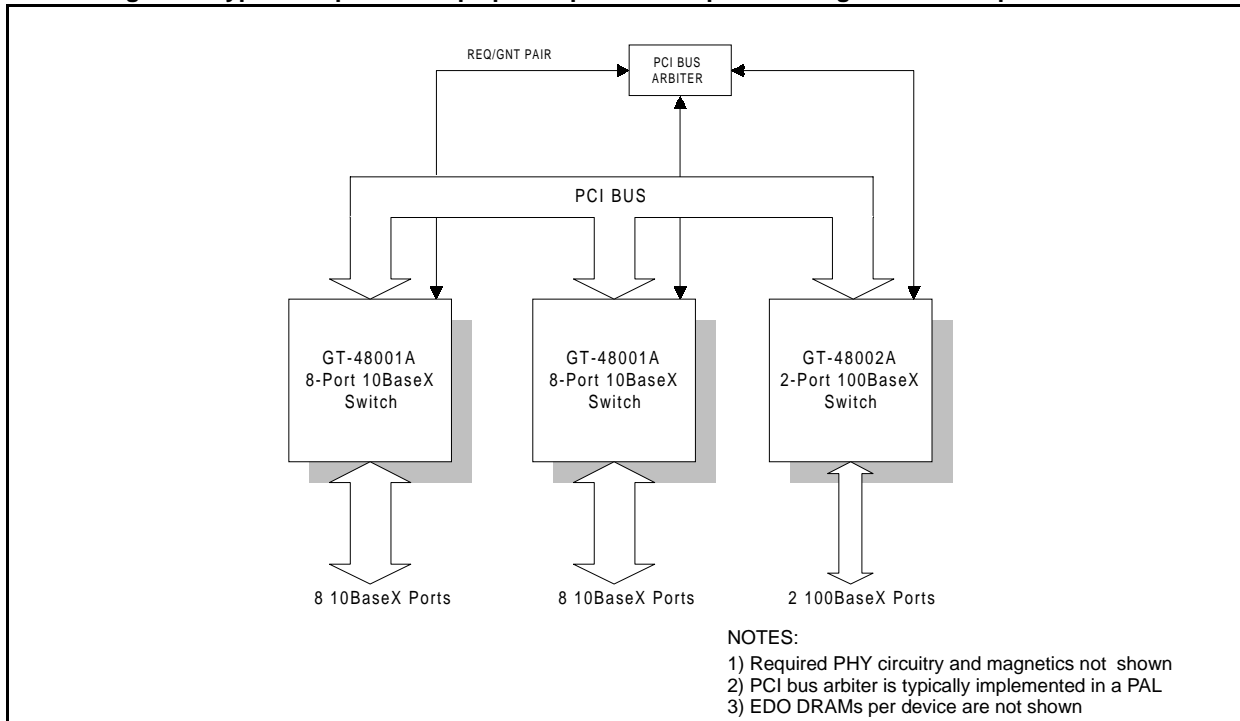 REQ/GNT PAIR
PCI BUS
ARBITER
PCI BUS
GT-48001A
8-Port 10BaseX
Switch
GT-48001A
8-Port 10BaseX
Switch
GT-48002A
2-Port 100BaseX
Switch
8 10BaseX Ports
8 10BaseX Ports
2 100BaseX Ports
NOTES:
1) Required PHY circuitry and magnetics not shown
2) PCI bus arbiter is typically implemented in a PAL
3) EDO DRAMs per device are not shown